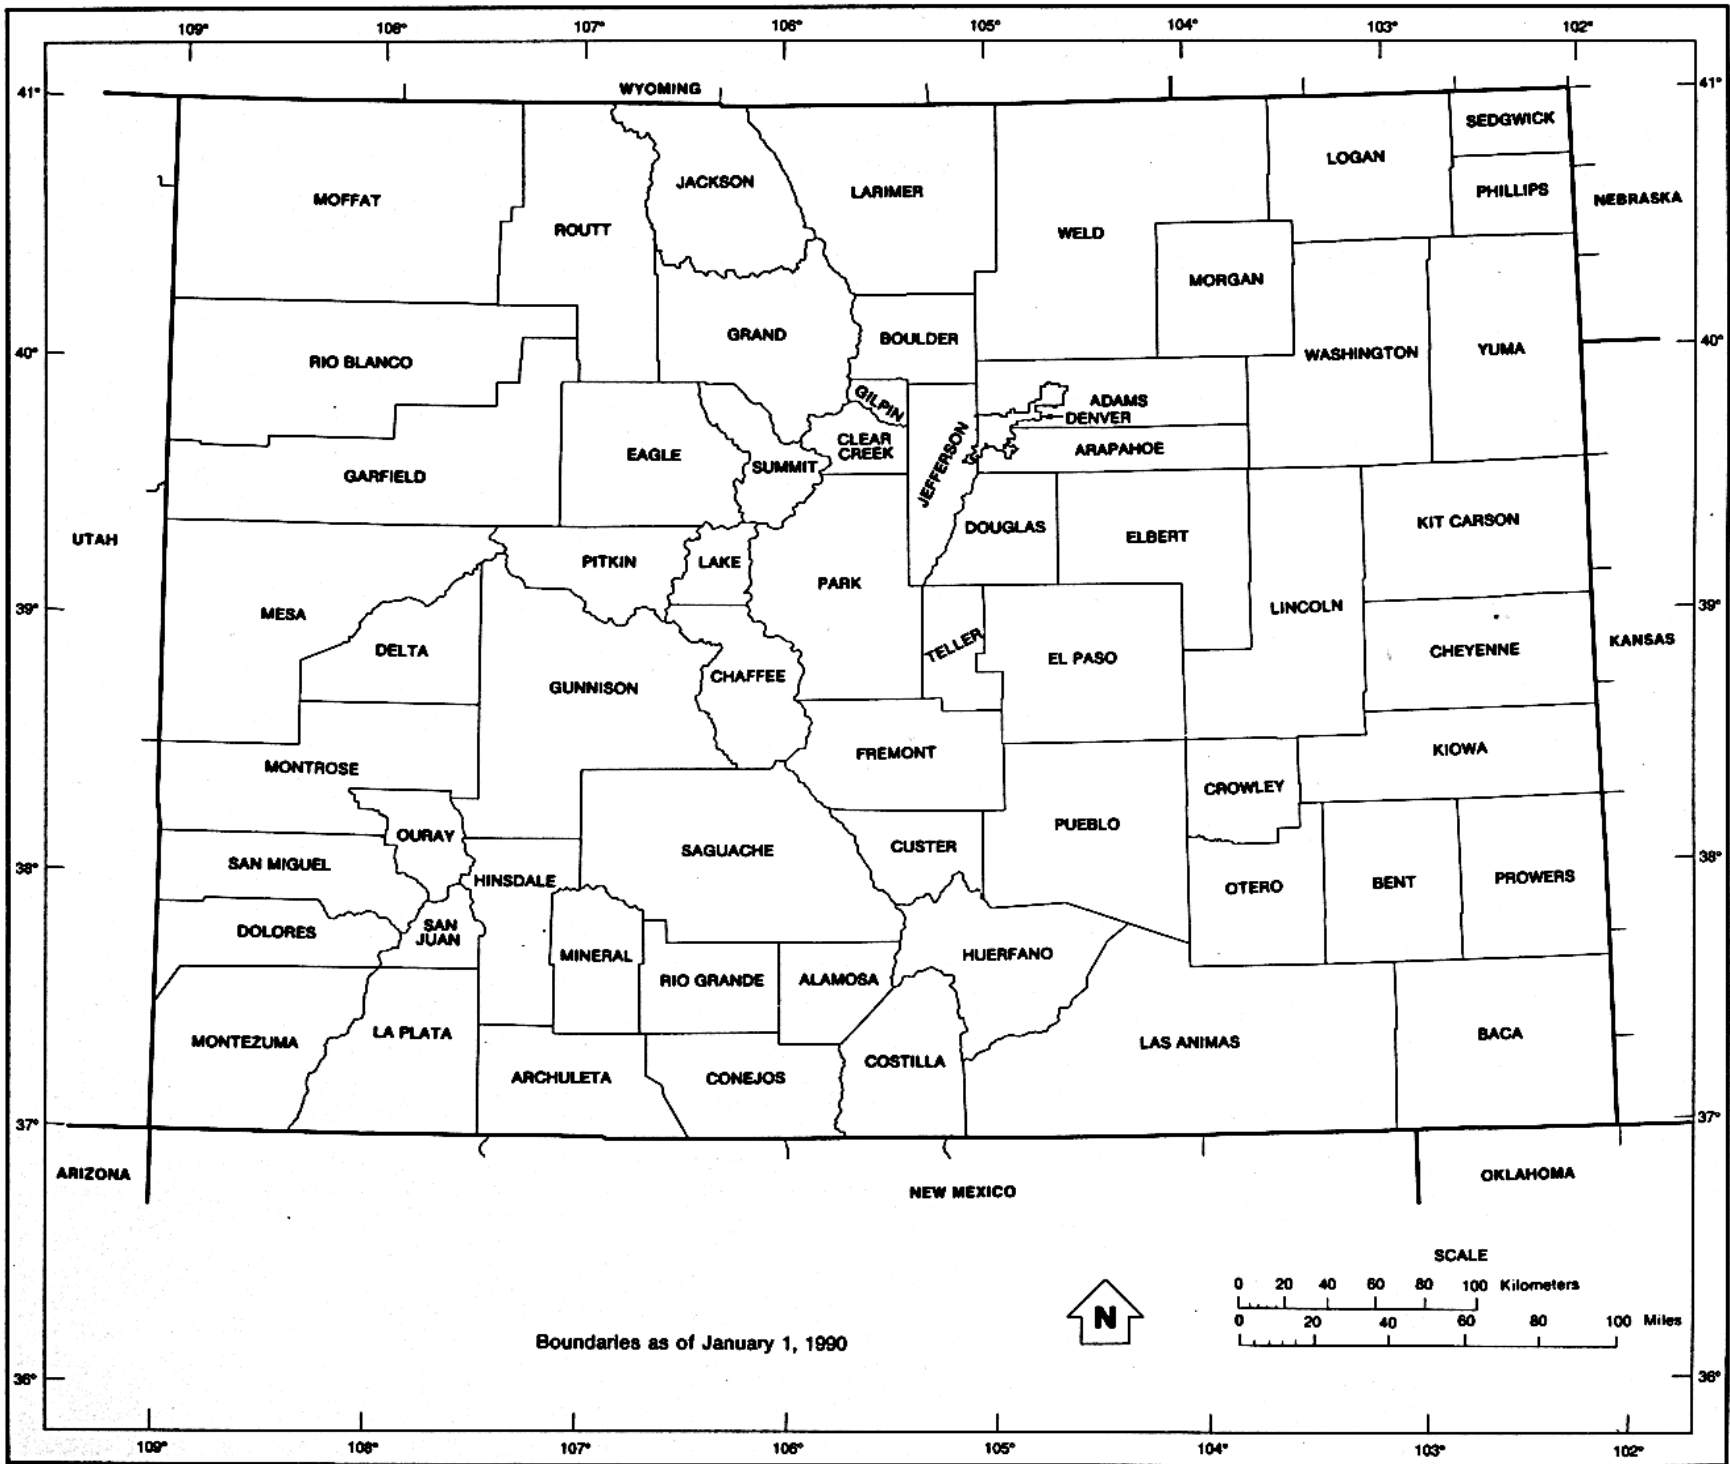 109° 108° 107° 106° 105° 104° 103° 102°
41° WYOMING 41°
SEDGWICK
LOGAN
JACKSON
LARIMER
PHILLIPS
MOFFAT
NEBRASKA
ROUTT
WELD
MORGAN
GRAND
BOULDER
40° 40°
RIO BLANCO
WASHINGTON
YUMA
GILPIN
ADAMS
DENVER
CLEAR
CREEK
JEFFERSON
ARAPAHOE
EAGLE
SUMMIT
GARFIELD
KIT CARSON
DOUGLAS
ELBERT
UTAH
PITKIN
LAKE
PARK
39° 39°
MESA
LINCOLN
KANSAS
TELLER
DELTA
CHEYENNE
EL PASO
CHAFFEE
GUNNISON
KIOWA
FREMONT
MONTROSE
CROWLEY
PUEBLO
OURAY
CUSTER
SAGUACHE
38° 38°
SAN MIGUEL
HINSDALE
PROWERS
BENT
OTERO
DOLORES
SAN
JUAN
MINERAL
HUERFANO
RIO GRANDE
ALAMOSA
LA PLATA
MONTEZUMA
LAS ANIMAS
BACA
COSTILLA
ARCHULETA
CONEJOS
37° 37°
ARIZONA
OKLAHOMA
NEW MEXICO
SCALE
0 20 40 60 80 100 Kilometers
0 20 40 60 80 100 Miles
N
Boundaries as of January 1, 1990
36° 36°
109° 108° 107° 106° 105° 104° 103° 102°